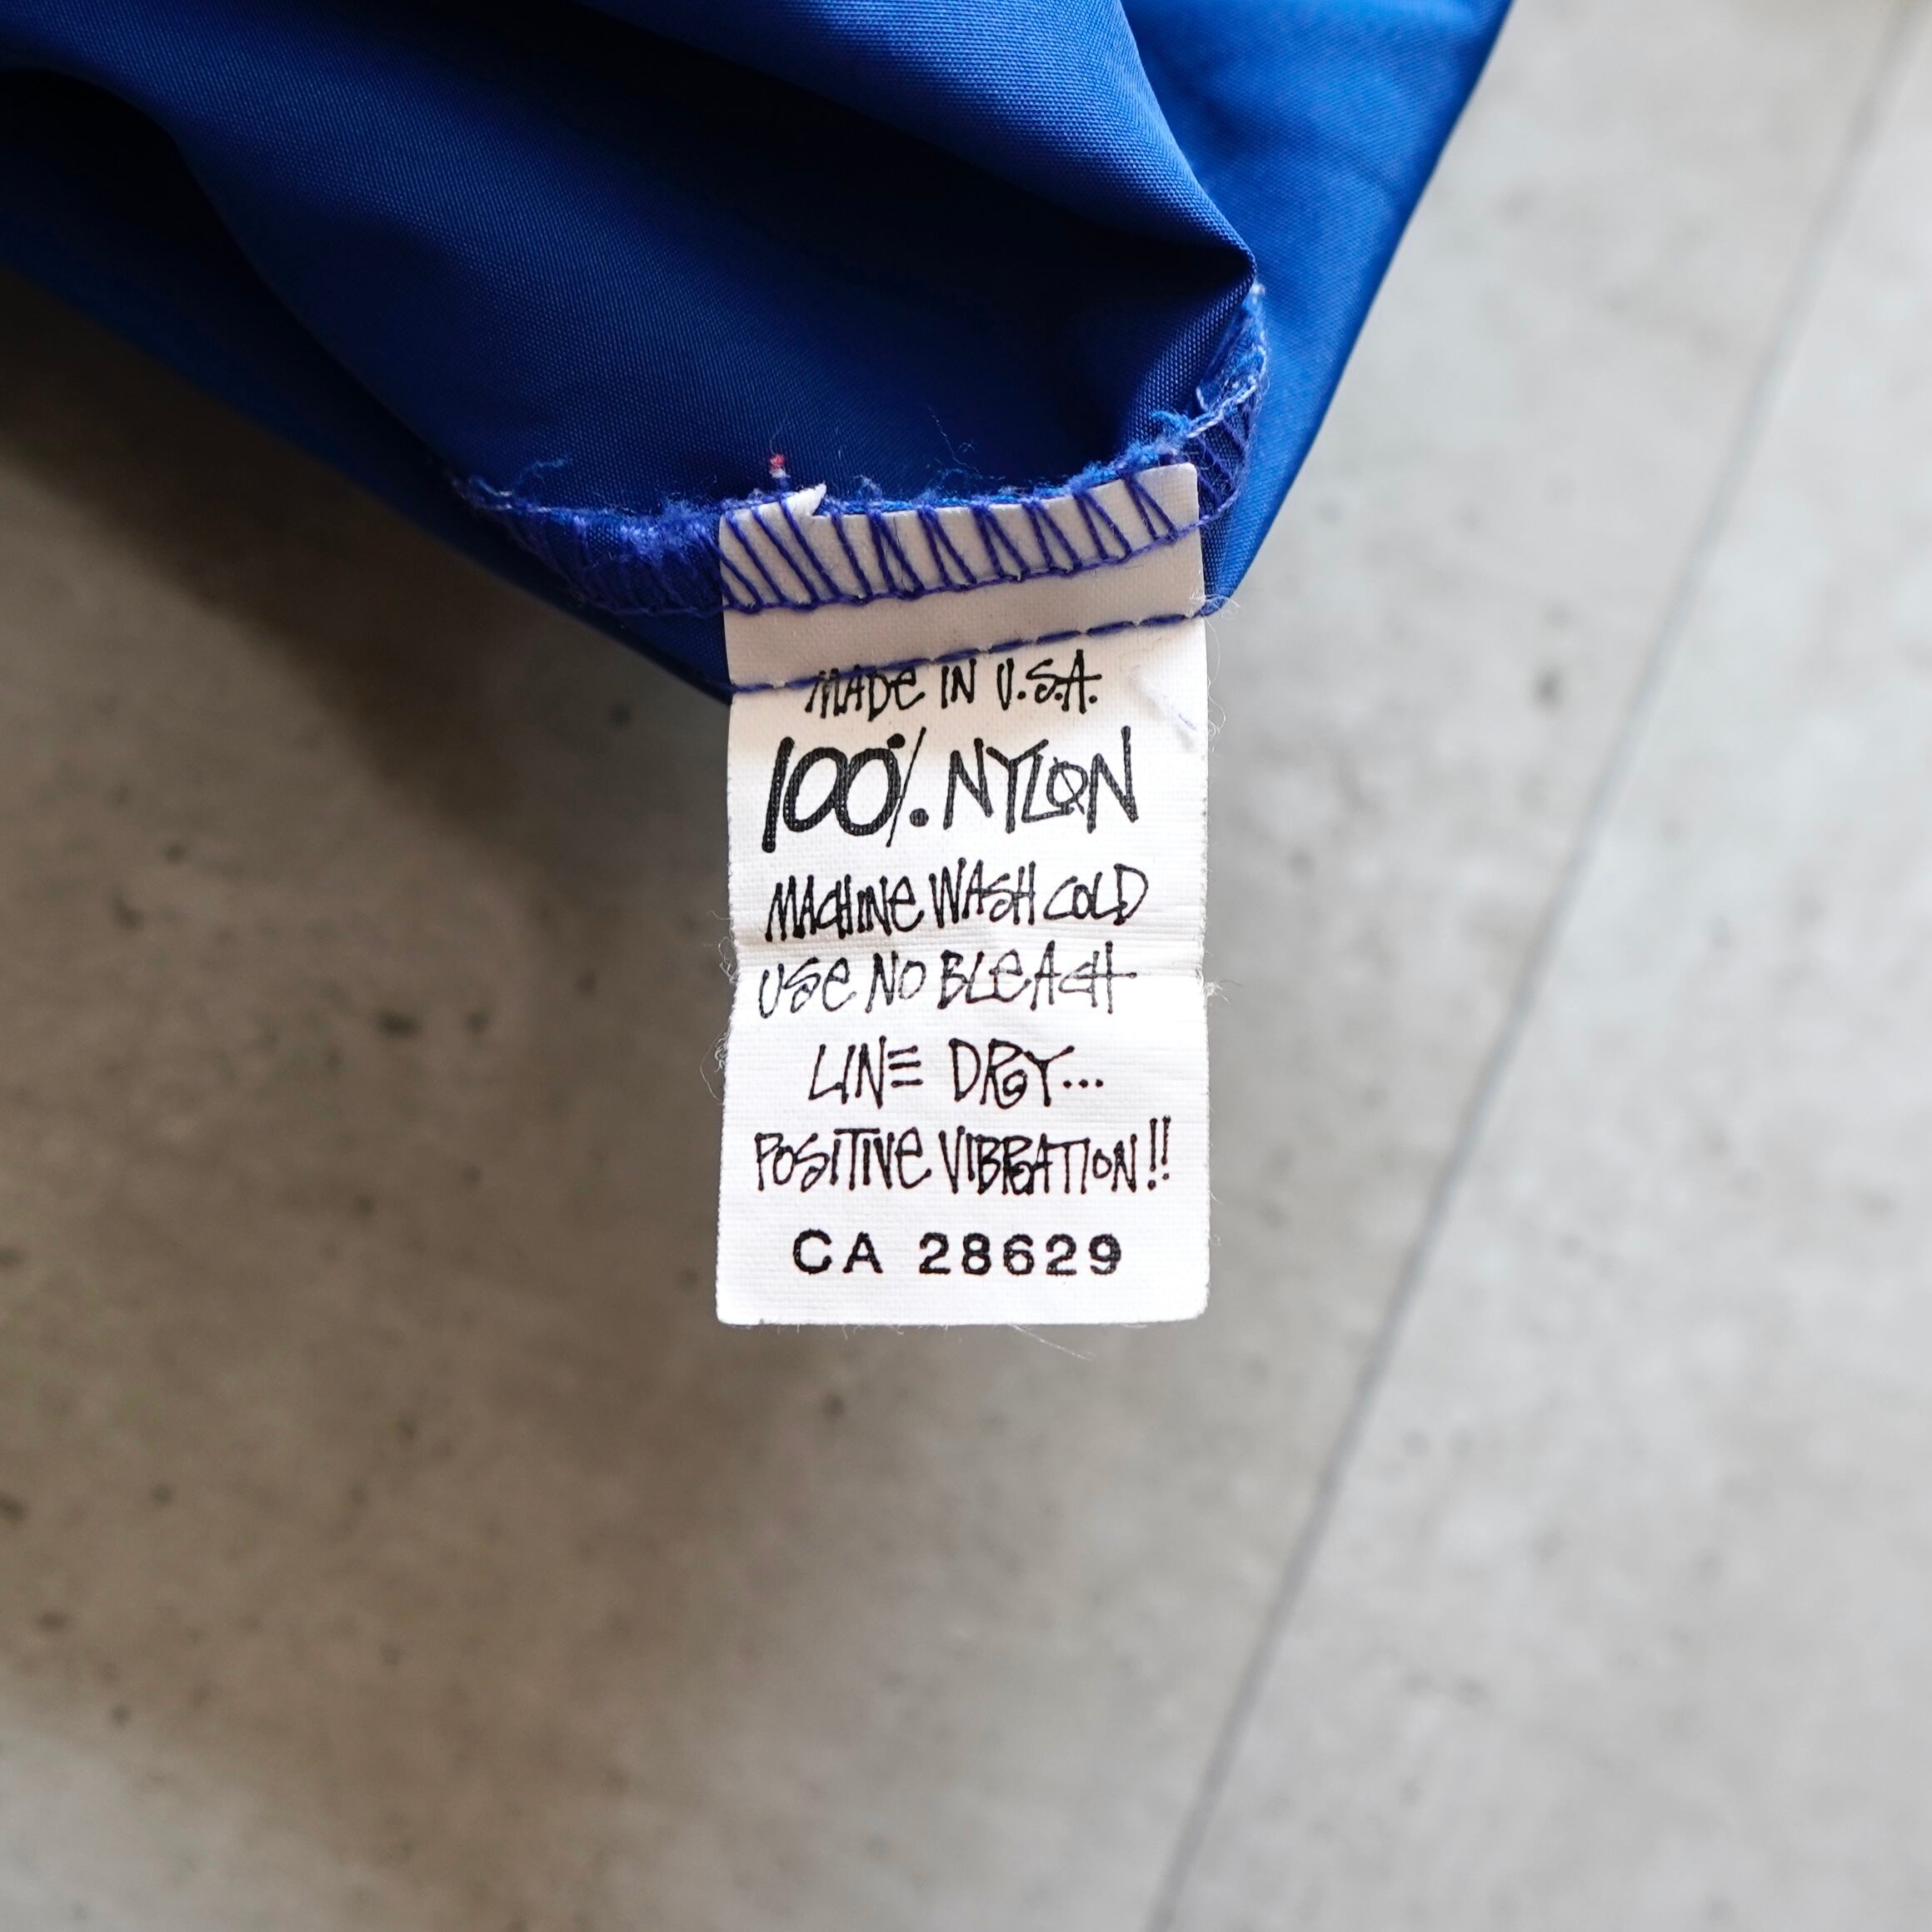 MADE IN U.S.A.
100% NYLON
MACHINE WASH COLD
USE NO BLEACH
LINE DRY...
POSITIVE VIBRATION!!
CA 28629